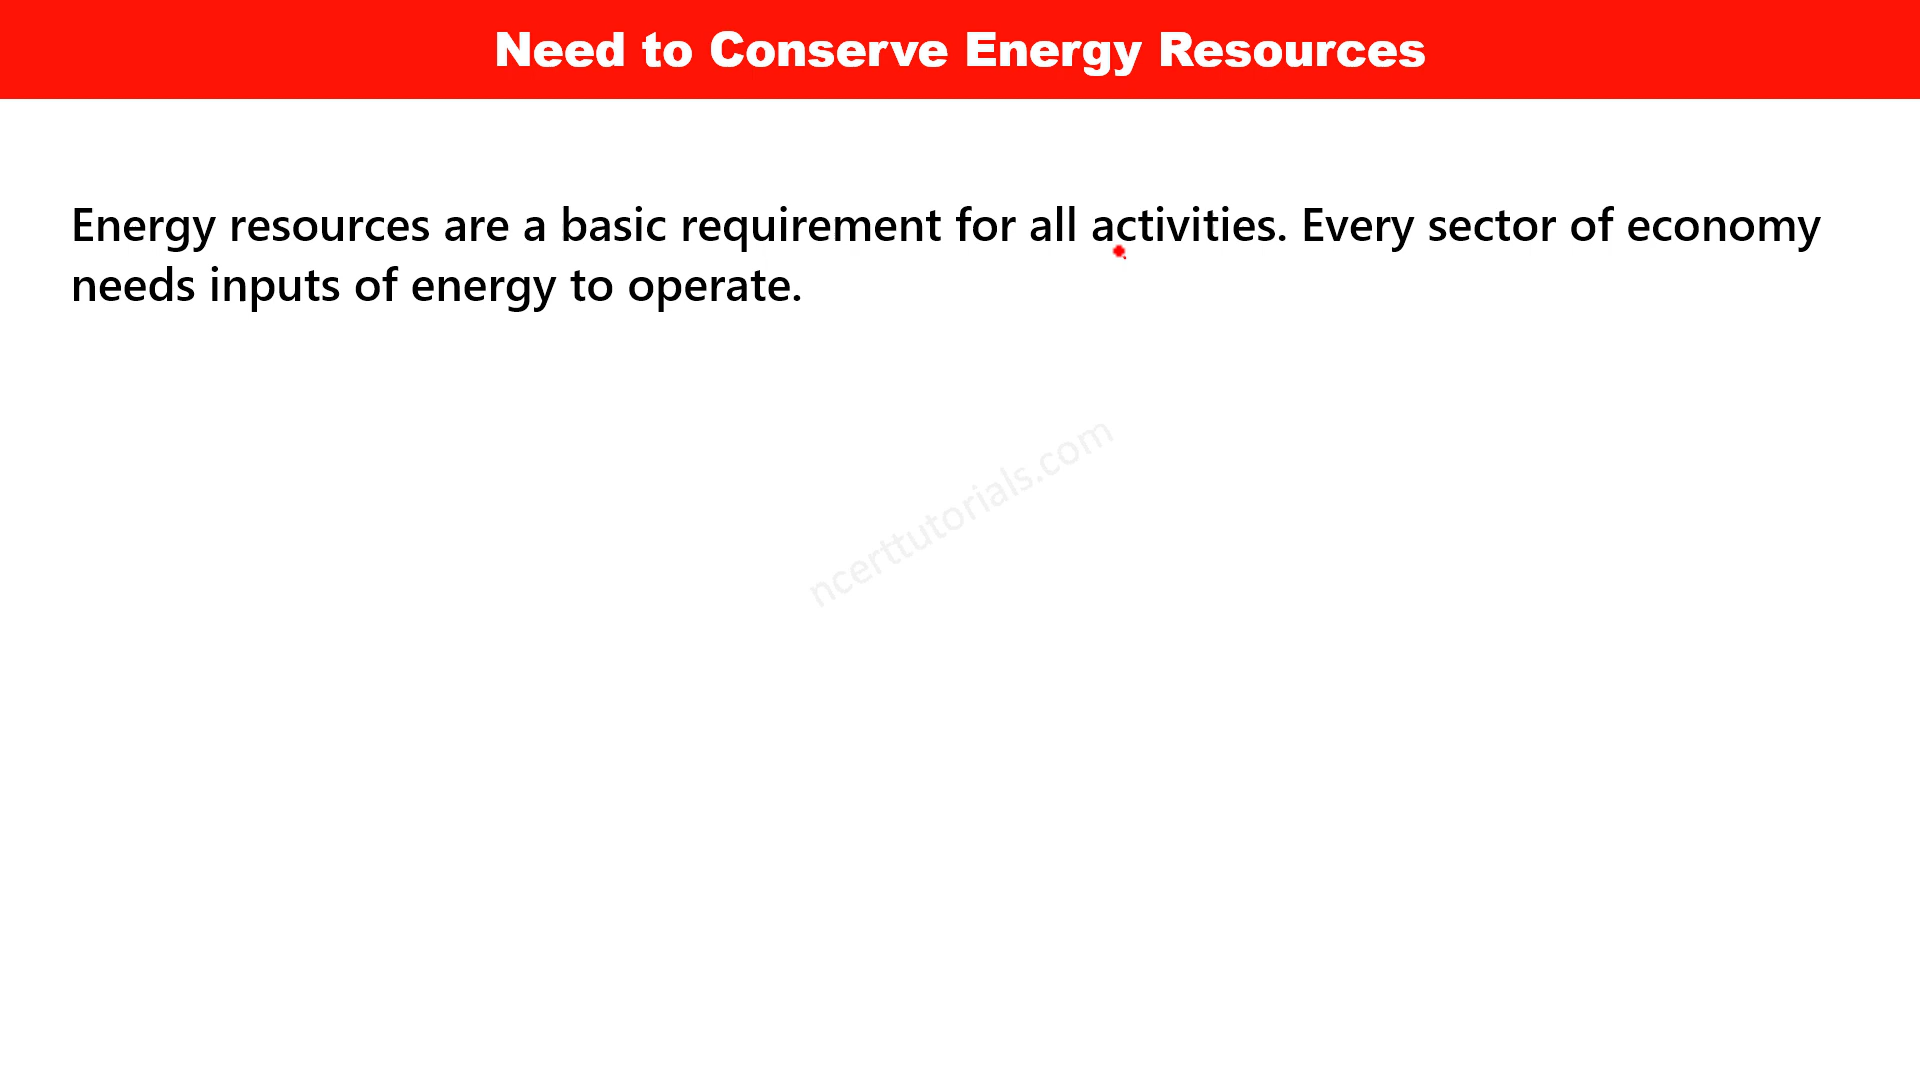 Need to Conserve Energy Resources
Energy resources are a basic requirement for all activities. Every sector of economy
needs inputs of energy to operate.
ncerttutorials.com